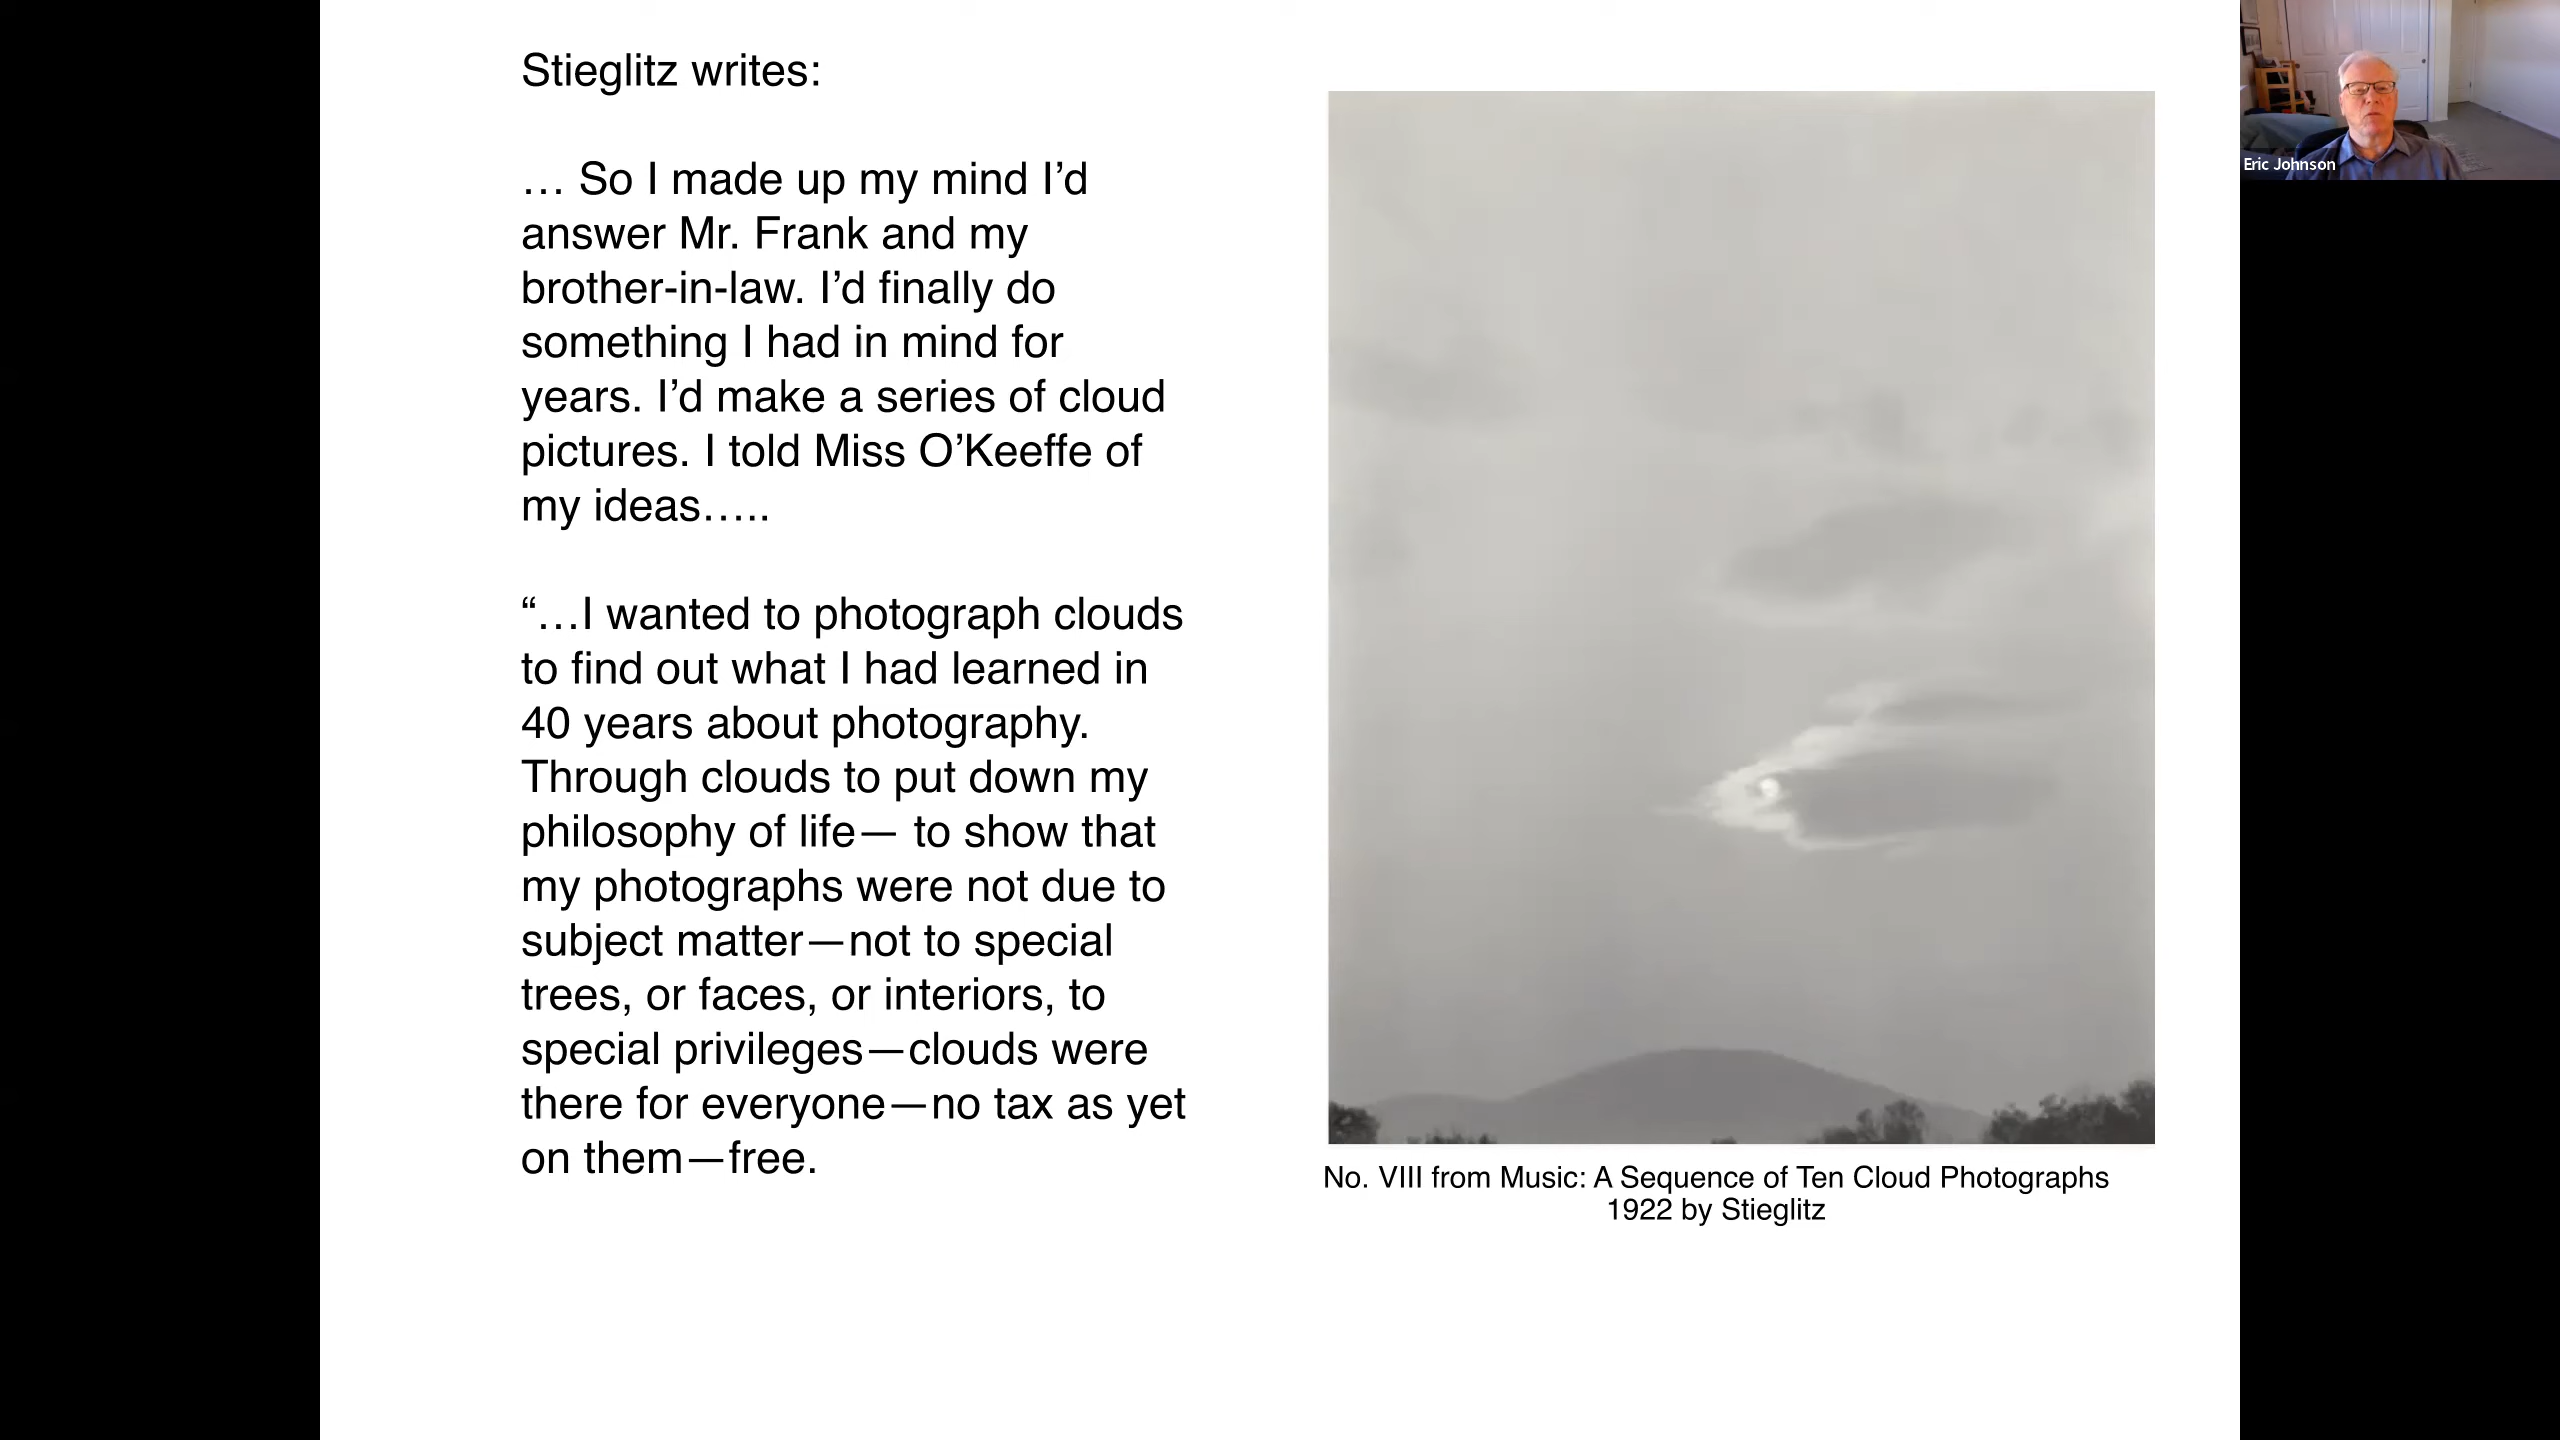 Stieglitz writes:
… So I made up my mind I’d
answer Mr. Frank and my
brother-in-law. I’d finally do
something I had in mind for
years. I’d make a series of cloud
pictures. I told Miss O’Keeffe of
my ideas…..
“…I wanted to photograph clouds
to find out what I had learned in
40 years about photography.
Through clouds to put down my
philosophy of life— to show that
my photographs were not due to
subject matter—not to special
trees, or faces, or interiors, to
special privileges—clouds were
there for everyone—no tax as yet
on them—free.
No. VIII from Music: A Sequence of Ten Cloud Photographs
1922 by Stieglitz
Eric Johnson